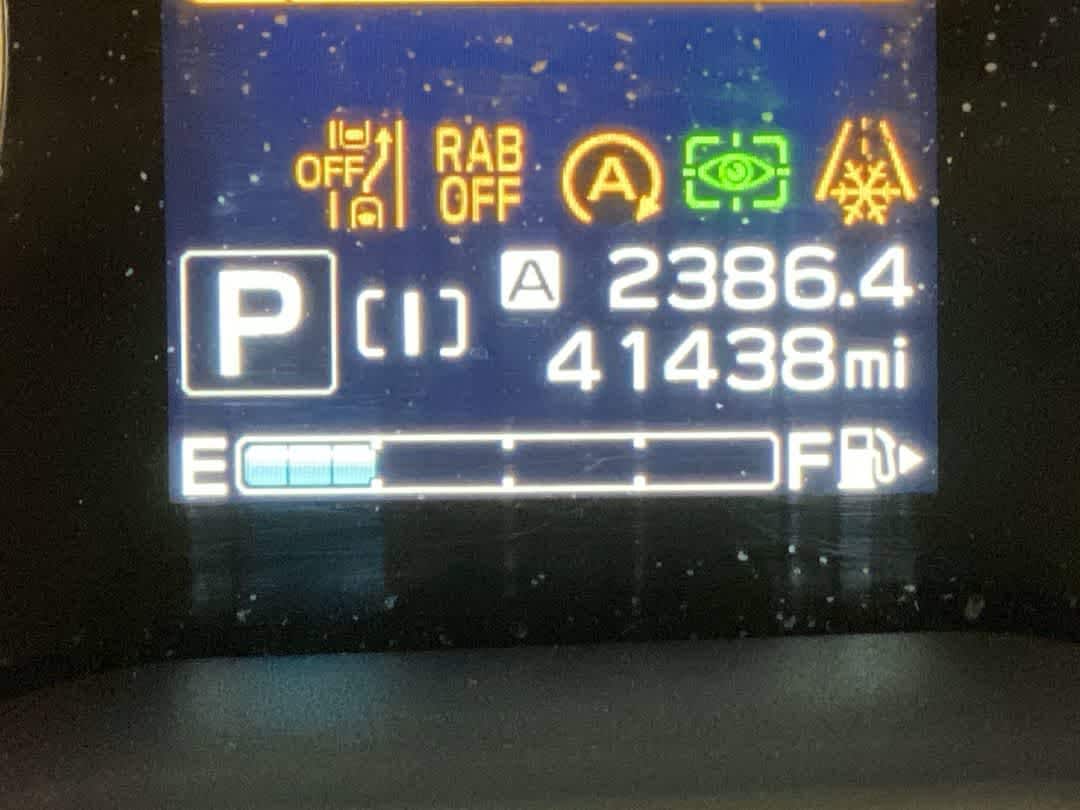 OFF RAB OFF A
P [I] A 2386.4
41438mi
E F